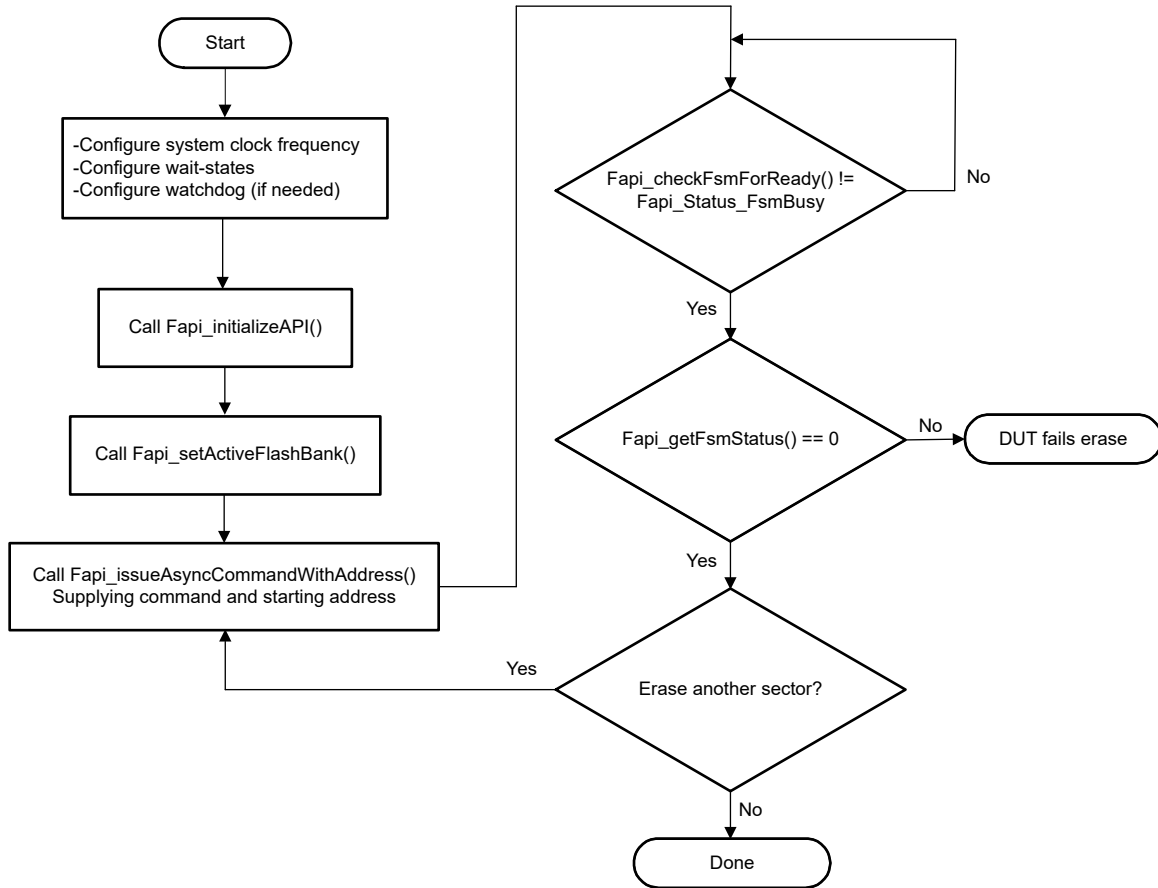 Start
-Configure system clock frequency
-Configure wait-states
-Configure watchdog (if needed)
Call Fapi_initializeAPI()
Call Fapi_setActiveFlashBank()
Call Fapi_issueAsyncCommandWithAddress()
Supplying command and starting address
Fapi_checkFsmForReady() !=
Fapi_Status_FsmBusy
No
Yes
Fapi_getFsmStatus() == 0
No
DUT fails erase
Yes
Erase another sector?
Yes
No
Done